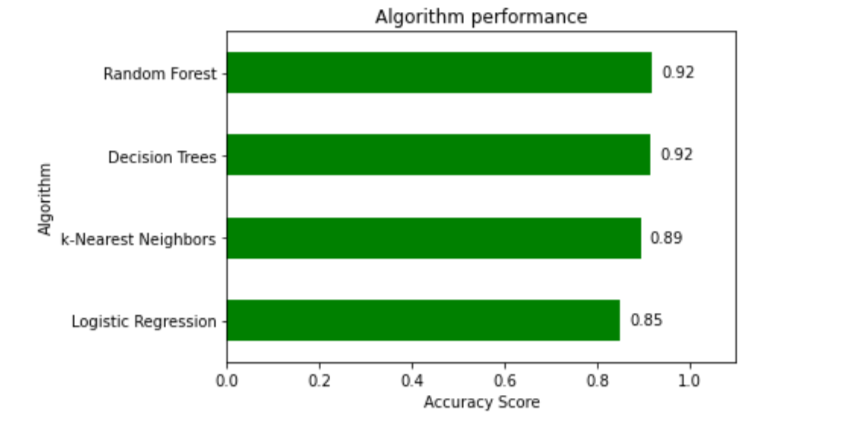 Algorithm performance
Algorithm
Random Forest 0.92
Decision Trees 0.92
k-Nearest Neighbors 0.89
Logistic Regression 0.85
0.0 0.2 0.4 0.6 0.8 1.0
Accuracy Score